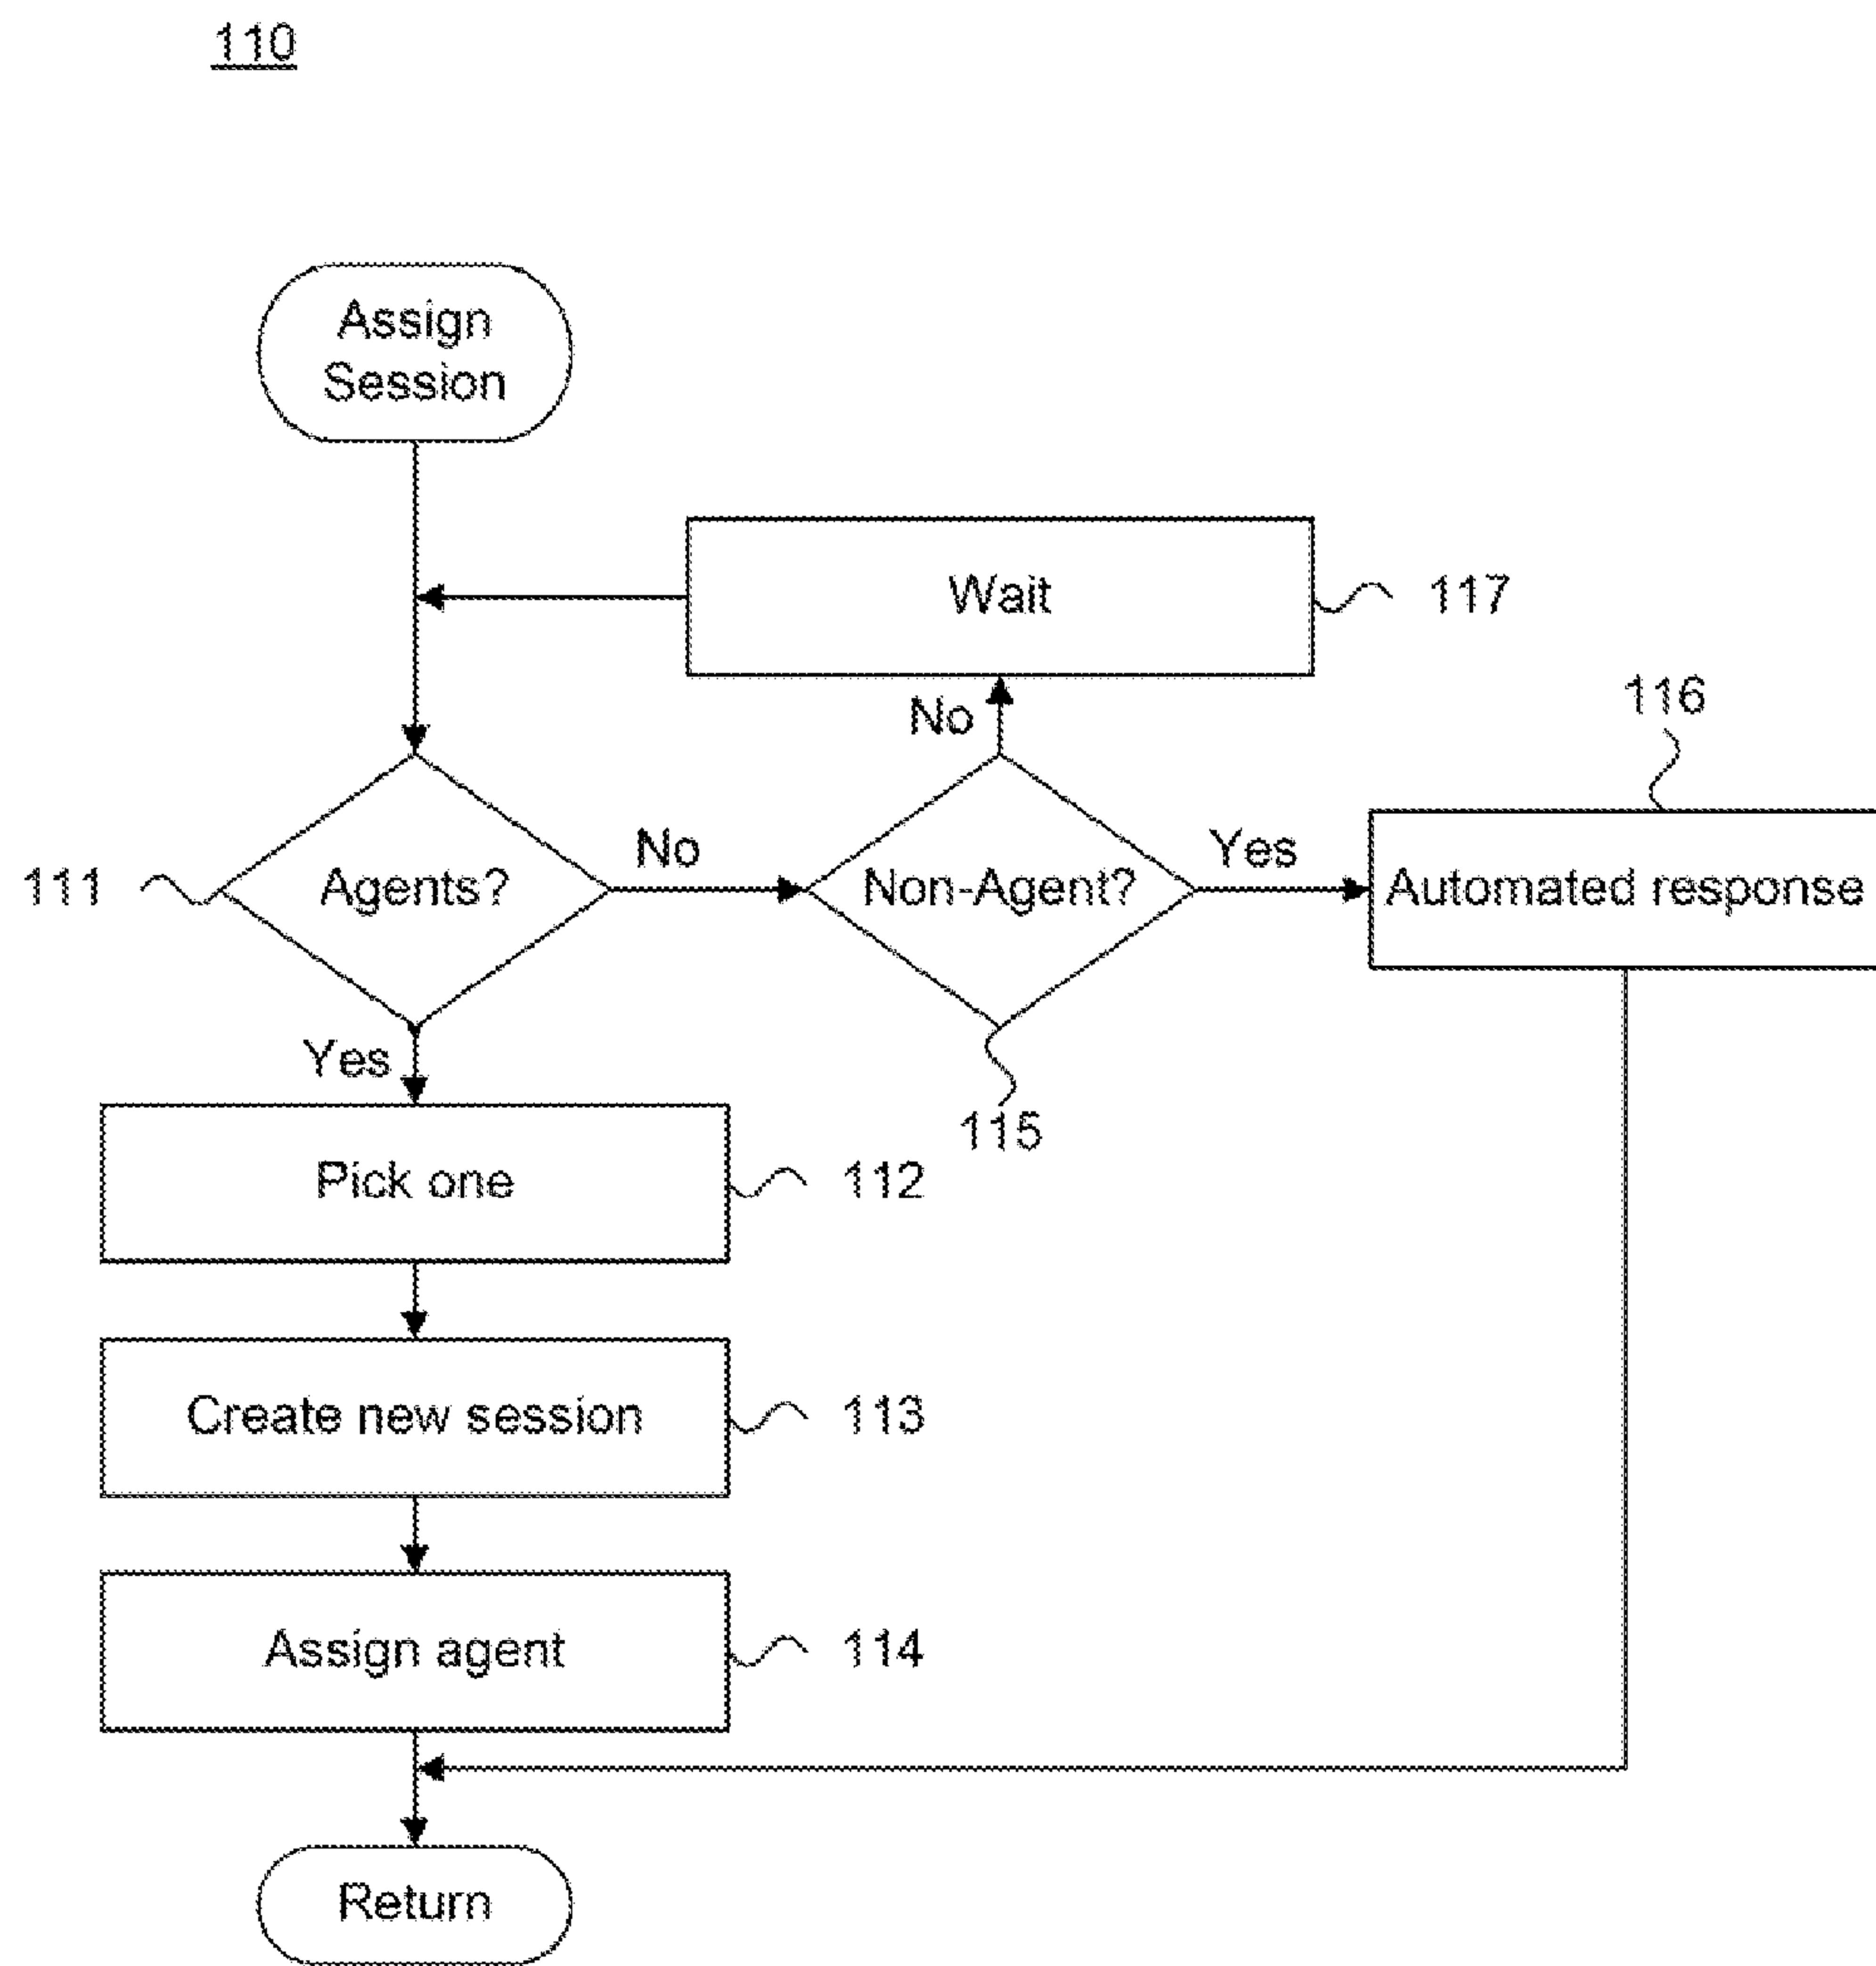 110
Assign
Session
Wait
117
No
116
111
Agents?
No
Non-Agent?
Yes
Automated response
Yes
115
Pick one
112
Create new session
113
Assign agent
114
Return